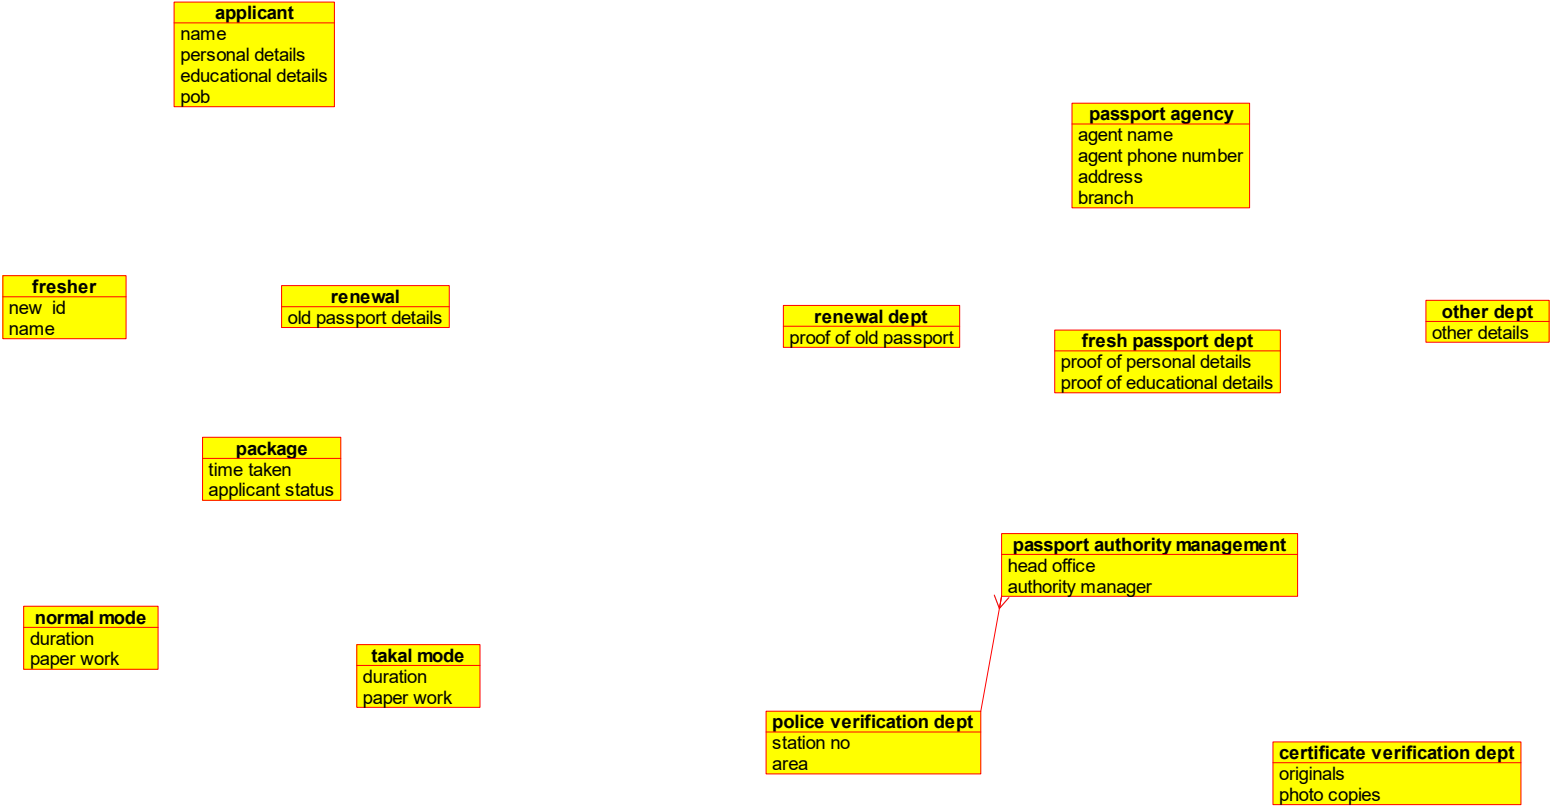 applicant
name
personal details
educational details
pob
passport agency
agent name
agent phone number
address
branch
fresher
new  id
name
renewal
old passport details
renewal dept
proof of old passport
fresh passport dept
proof of personal details
proof of educational details
other dept
other details
package
time taken
applicant status
passport authority management
head office
authority manager
normal mode
duration
paper work
takal mode
duration
paper work
police verification dept
station no
area
certificate verification dept
originals
photo copies